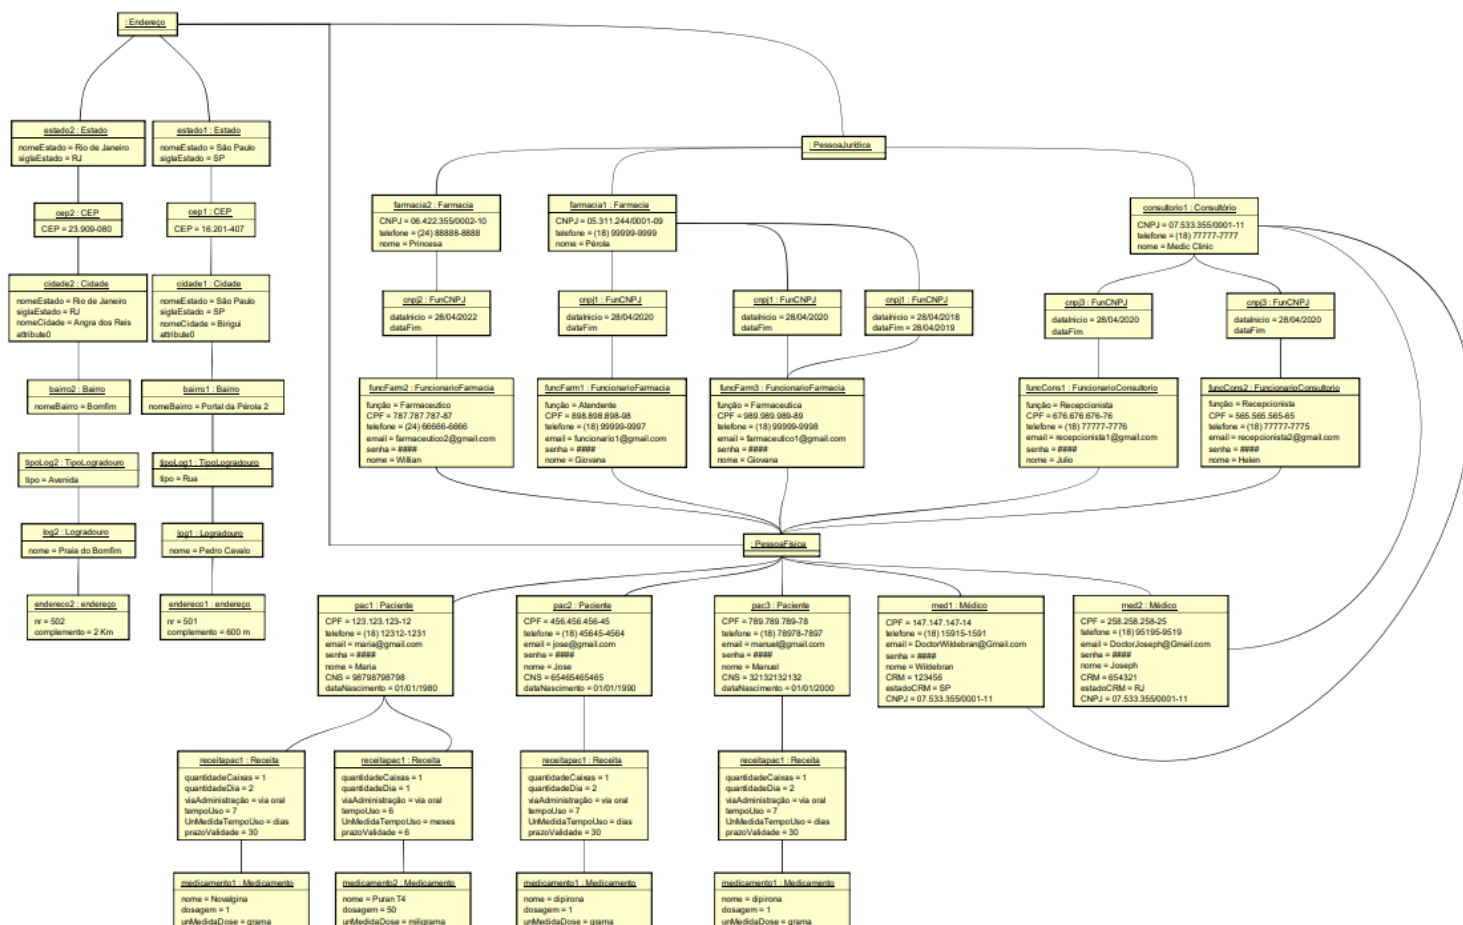 : Endereço
estado2 : Estado
nomeEstado = Rio de Janeiro
siglaEstado = RJ
estado1 : Estado
nomeEstado = São Paulo
siglaEstado = SP
: PessoaJurídica
cep2 : CEP
CEP = 23.909-080
cep1 : CEP
CEP = 16.201-407
farmacia2 : Farmacia
CNPJ = 06.422.355/0002-10
telefone = (24) 88888-8888
nome = Princesa
farmacia1 : Farmacia
CNPJ = 05.311.244/0001-09
telefone = (18) 99999-9999
nome = Pérola
consultorio1 : Consultório
CNPJ = 07.533.355/0001-11
telefone = (18) 77777-7777
nome = Medic Clinic
cidade2 : Cidade
nomeEstado = Rio de Janeiro
siglaEstado = RJ
nomeCidade = Angra dos Reis
attribute0
cidade1 : Cidade
nomeEstado = São Paulo
siglaEstado = SP
nomeCidade = Birigui
attribute0
cnpj2 : FunCNPJ
dataInicio = 28/04/2022
dataFim
cnpj1 : FunCNPJ
dataInicio = 28/04/2020
dataFim
cnpj1 : FunCNPJ
dataInicio = 28/04/2020
dataFim
cnpj1 : FunCNPJ
dataInicio = 28/04/2018
dataFim = 28/04/2019
cnpj3 : FunCNPJ
dataInicio = 28/04/2020
dataFim
cnpj3 : FunCNPJ
dataInicio = 28/04/2020
dataFim
bairro2 : Bairro
nomeBairro = Bomfim
bairro1 : Bairro
nomeBairro = Portal da Pérola 2
funcFarm2 : FuncionarioFarmacia
função = Farmaceutico
CPF = 787.787.787-87
telefone = (24) 66666-6666
email = farmaceutico2@gmail.com
senha = ####
nome = Willian
funcFarm1 : FuncionarioFarmacia
função = Atendente
CPF = 898.898.898-98
telefone = (18) 99999-9997
email = funcionario1@gmail.com
senha = ####
nome = Giovana
funcFarm3 : FuncionarioFarmacia
função = Farmaceutica
CPF = 989.989.989-89
telefone = (18) 99999-9998
email = farmaceutico1@gmail.com
senha = ####
nome = Giovana
funcCons1 : FuncionarioConsultorio
função = Recepcionista
CPF = 676.676.676-76
telefone = (18) 77777-7776
email = recepcionista1@gmail.com
senha = ####
nome = Julio
funcCons2 : FuncionarioConsultorio
função = Recepcionista
CPF = 565.565.565-65
telefone = (18) 77777-7775
email = recepcionista2@gmail.com
senha = ####
nome = Helen
tipoLog2 : TipoLogradouro
tipo = Avenida
tipoLog1 : TipoLogradouro
tipo = Rua
log2 : Logradouro
nome = Praia do Bomfim
log1 : Logradouro
nome = Pedro Cavalo
: PessoaFísica
endereco2 : endereço
nr = 502
complemento = 2 Km
endereco1 : endereço
nr = 501
complemento = 600 m
pac1 : Paciente
CPF = 123.123.123-12
telefone = (18) 12312-1231
email = maria@gmail.com
senha = ####
nome = Maria
CNS = 98798798798
dataNascimento = 01/01/1980
pac2 : Paciente
CPF = 456.456.456-45
telefone = (18) 45645-4564
email = jose@gmail.com
senha = ####
nome = Jose
CNS = 65465465465
dataNascimento = 01/01/1990
pac3 : Paciente
CPF = 789.789.789-78
telefone = (18) 78978-7897
email = manuel@gmail.com
senha = ####
nome = Manuel
CNS = 32132132132
dataNascimento = 01/01/2000
med1 : Médico
CPF = 147.147.147-14
telefone = (18) 15915-1591
email = DoctorWildebran@Gmail.com
senha = ####
nome = Wildebran
CRM = 123456
estadoCRM = SP
CNPJ = 07.533.355/0001-11
med2 : Médico
CPF = 258.258.258-25
telefone = (18) 95195-9519
email = DoctorJoseph@Gmail.com
senha = ####
nome = Joseph
CRM = 654321
estadoCRM = RJ
CNPJ = 07.533.355/0001-11
receitapac1 : Receita
quantidadeCaixas = 1
quantidadeDia = 2
viaAdministração = via oral
tempoUso = 7
UnMedidaTempoUso = dias
prazoValidade = 30
receitapac1 : Receita
quantidadeCaixas = 1
quantidadeDia = 1
viaAdministração = via oral
tempoUso = 6
UnMedidaTempoUso = meses
prazoValidade = 6
receitapac1 : Receita
quantidadeCaixas = 1
quantidadeDia = 2
viaAdministração = via oral
tempoUso = 7
UnMedidaTempoUso = dias
prazoValidade = 30
receitapac1 : Receita
quantidadeCaixas = 1
quantidadeDia = 2
viaAdministração = via oral
tempoUso = 7
UnMedidaTempoUso = dias
prazoValidade = 30
medicamento1 : Medicamento
nome = Novalgina
dosagem = 1
unMedidaDose = grama
medicamento2 : Medicamento
nome = Puran T4
dosagem = 50
unMedidaDose = miligrama
medicamento1 : Medicamento
nome = dipirona
dosagem = 1
unMedidaDose = grama
medicamento1 : Medicamento
nome = dipirona
dosagem = 1
unMedidaDose = grama